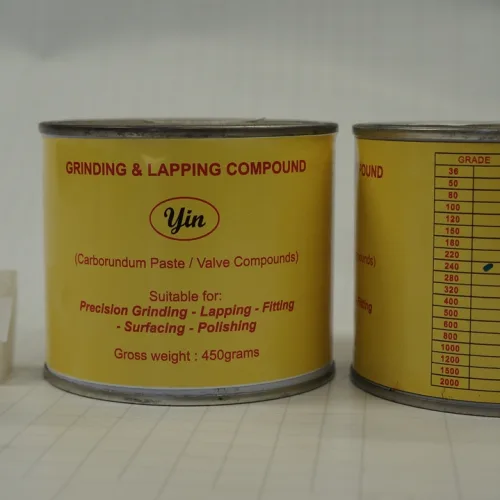 GRINDING & LAPPING COMPOUND
Yin
(Carborundum Paste / Valve Compounds)
Suitable for:
Precision Grinding - Lapping - Fitting
- Surfacing - Polishing
Gross weight : 450grams
POUND
ounds)
Fitting
GRADE
36
50
80
100
120
150
180
220
240
280
320
400
500
600
800
1000
1200
1500
2000